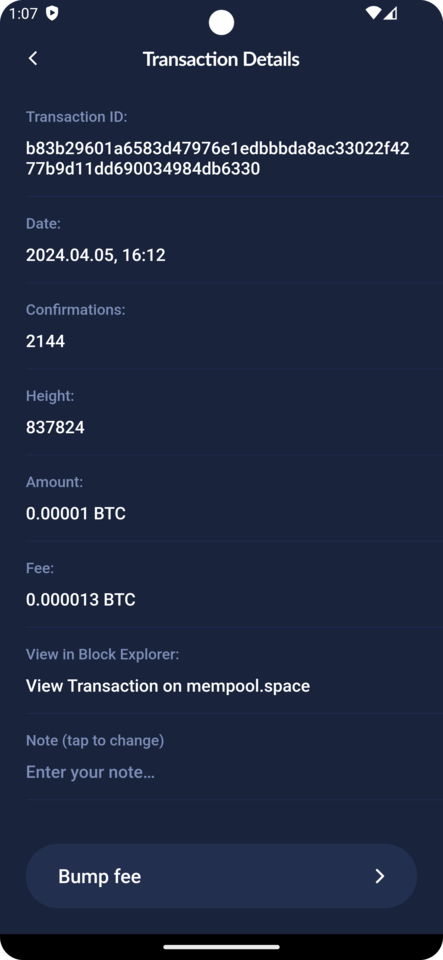 1:07
Transaction Details
Transaction ID:
b83b29601a6583d47976e1edbbbda8ac33022f42
77b9d11dd690034984db6330
Date:
2024.04.05, 16:12
Confirmations:
2144
Height:
837824
Amount:
0.00001 BTC
Fee:
0.000013 BTC
View in Block Explorer:
View Transaction on mempool.space
Note (tap to change)
Enter your note...
Bump fee